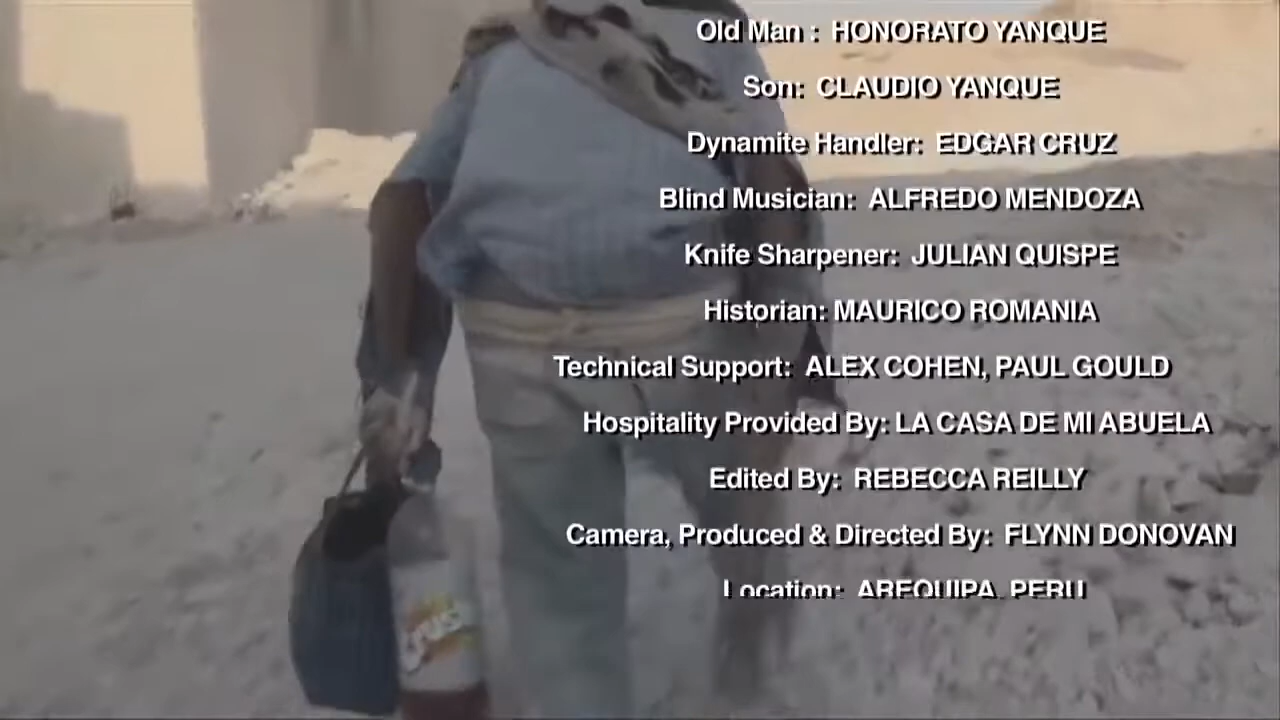 Old Man : HONORATO YANQUE
Son: CLAUDIO YANQUE
Dynamite Handler: EDGAR CRUZ
Blind Musician: ALFREDO MENDOZA
Knife Sharpener: JULIAN QUISPE
Historian: MAURICO ROMANIA
Technical Support: ALEX COHEN, PAUL GOULD
Hospitality Provided By: LA CASA DE MI ABUELA
Edited By: REBECCA REILLY
Camera, Produced & Directed By: FLYNN DONOVAN
Location: AREQUIPA, PERU
Crush